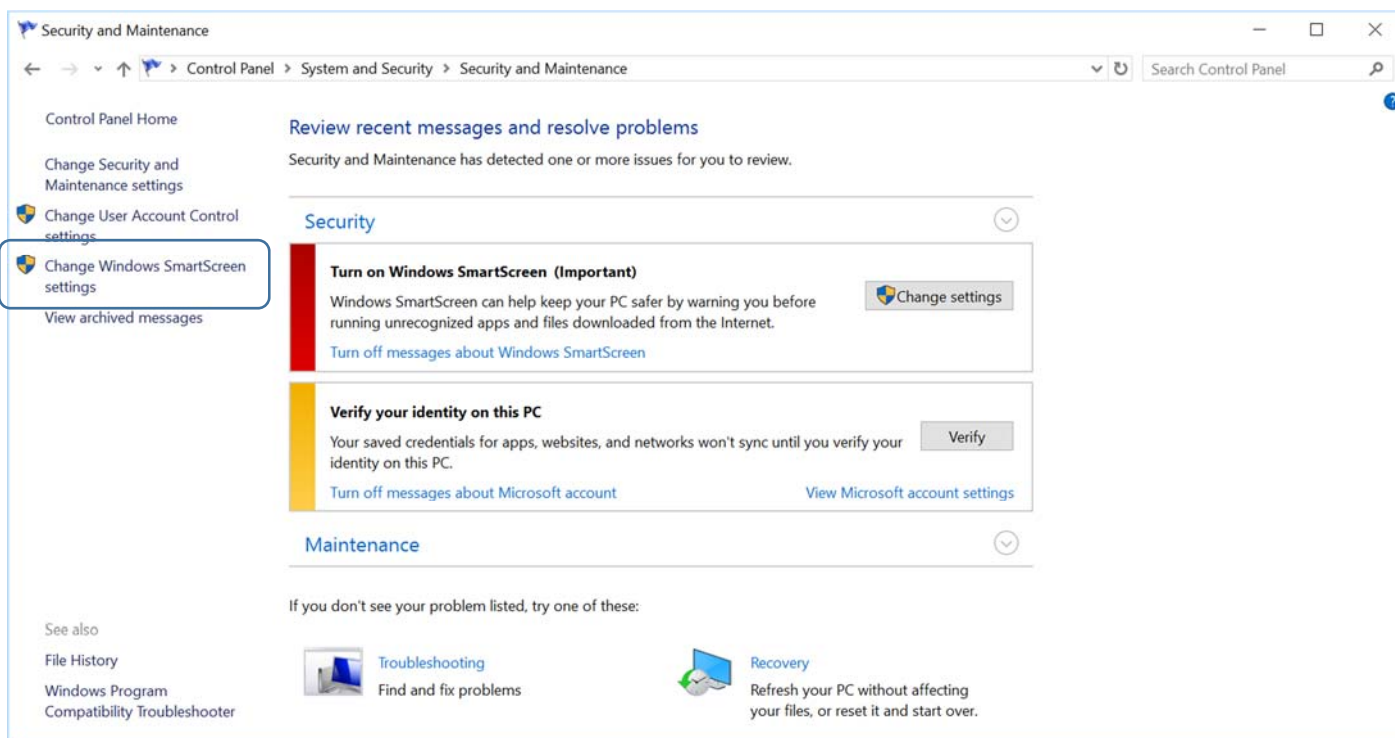 Security and Maintenance
Control Panel > System and Security > Security and Maintenance
Search Control Panel
Control Panel Home
Change Security and
Maintenance settings
Change User Account Control
settings
Change Windows SmartScreen
settings
View archived messages
Review recent messages and resolve problems
Security and Maintenance has detected one or more issues for you to review.
Security
Turn on Windows SmartScreen (Important)
Windows SmartScreen can help keep your PC safer by warning you before
running unrecognized apps and files downloaded from the Internet.
Change settings
Turn off messages about Windows SmartScreen
Verify your identity on this PC
Your saved credentials for apps, websites, and networks won't sync until you verify your
identity on this PC.
Verify
Turn off messages about Microsoft account
View Microsoft account settings
Maintenance
If you don't see your problem listed, try one of these:
Troubleshooting
Find and fix problems
Recovery
Refresh your PC without affecting
your files, or reset it and start over.
See also
File History
Windows Program
Compatibility Troubleshooter